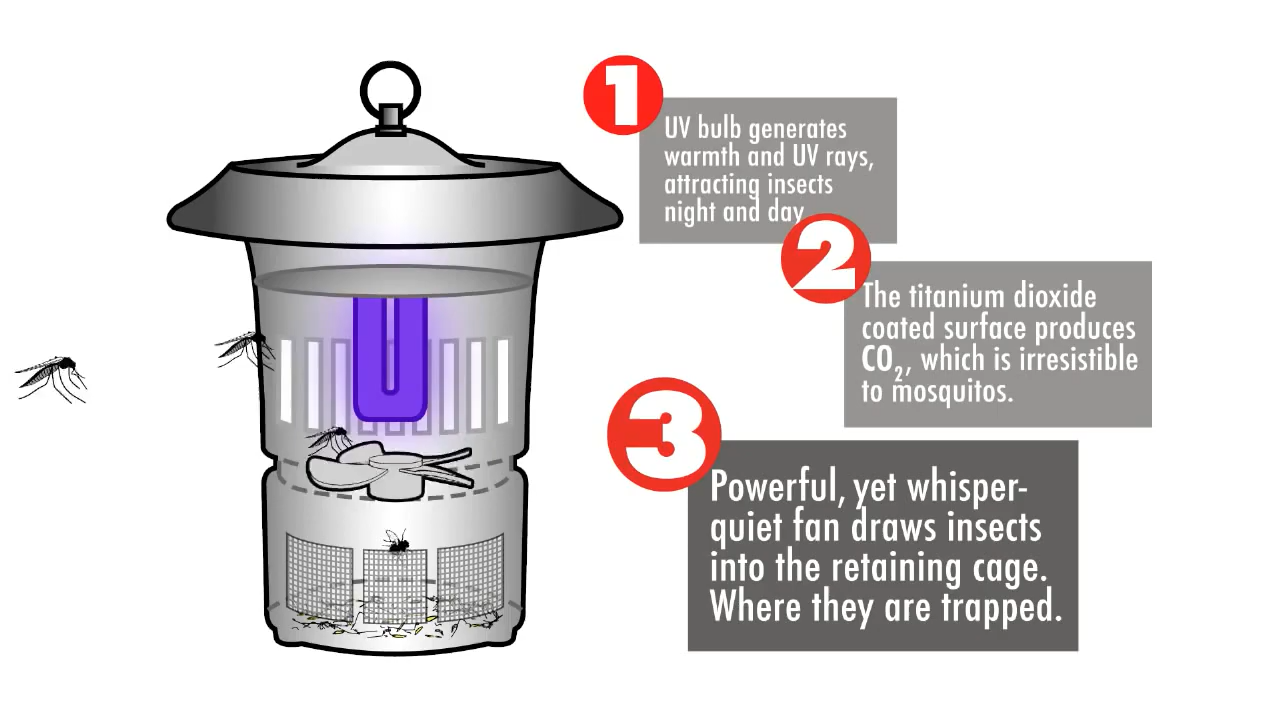 1
UV bulb generates
warmth and UV rays,
attracting insects
night and day
2
The titanium dioxide
coated surface produces
CO₂, which is irresistible
to mosquitos.
3
Powerful, yet whisper-
quiet fan draws insects
into the retaining cage.
Where they are trapped.